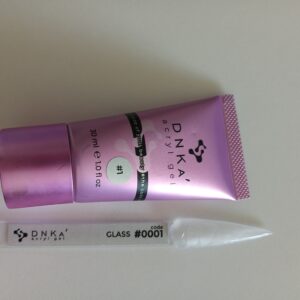 DNKA'
acryl gel
#1
30 ml e 1.0 fl.oz
DNKA'
acryl gel
GLASS
code
#0001